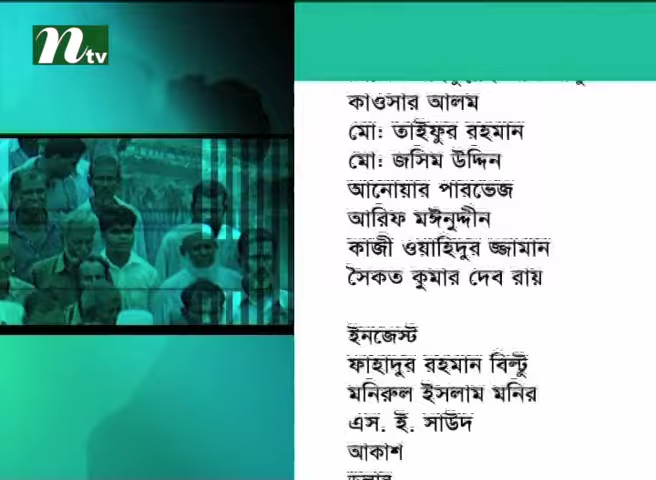 ntv
কাওসার আলম
মো: তাইফুর রহমান
মো: জসিম উদ্দিন
আনোয়ার পারভেজ
আরিফ মঈনুদ্দীন
কাজী ওয়াহিদুর জ্জামান
সৈকত কুমার দেব রায়
ইনজেস্ট
ফাহাদুর রহমান বিল্টু
মনিরুল ইসলাম মনির
এস. ই. সাউদ
আকাশ